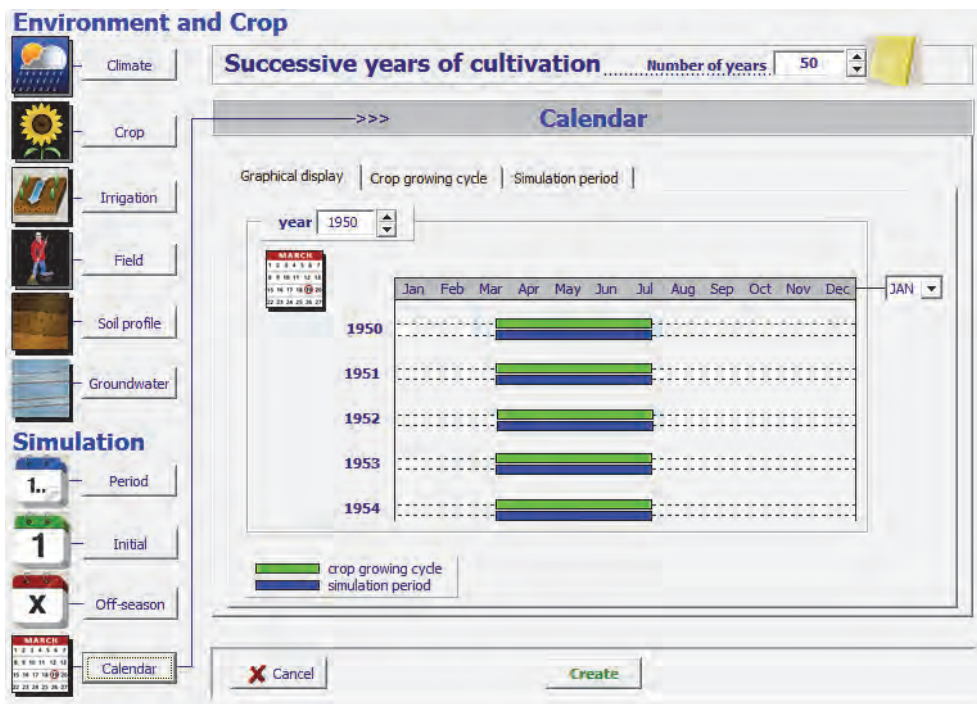 Environment and Crop
Climate
Crop
Irrigation
Field
Soil profile
Groundwater
Simulation
1..
Period
1
Initial
X
Off-season
MARCH
Calendar
Successive years of cultivation Number of years 50
>>> Calendar
Graphical display Crop growing cycle Simulation period
year 1950
MARCH
Jan Feb Mar Apr May Jun Jul Aug Sep Oct Nov Dec JAN
1950
1951
1952
1953
1954
crop growing cycle
simulation period
Cancel Create